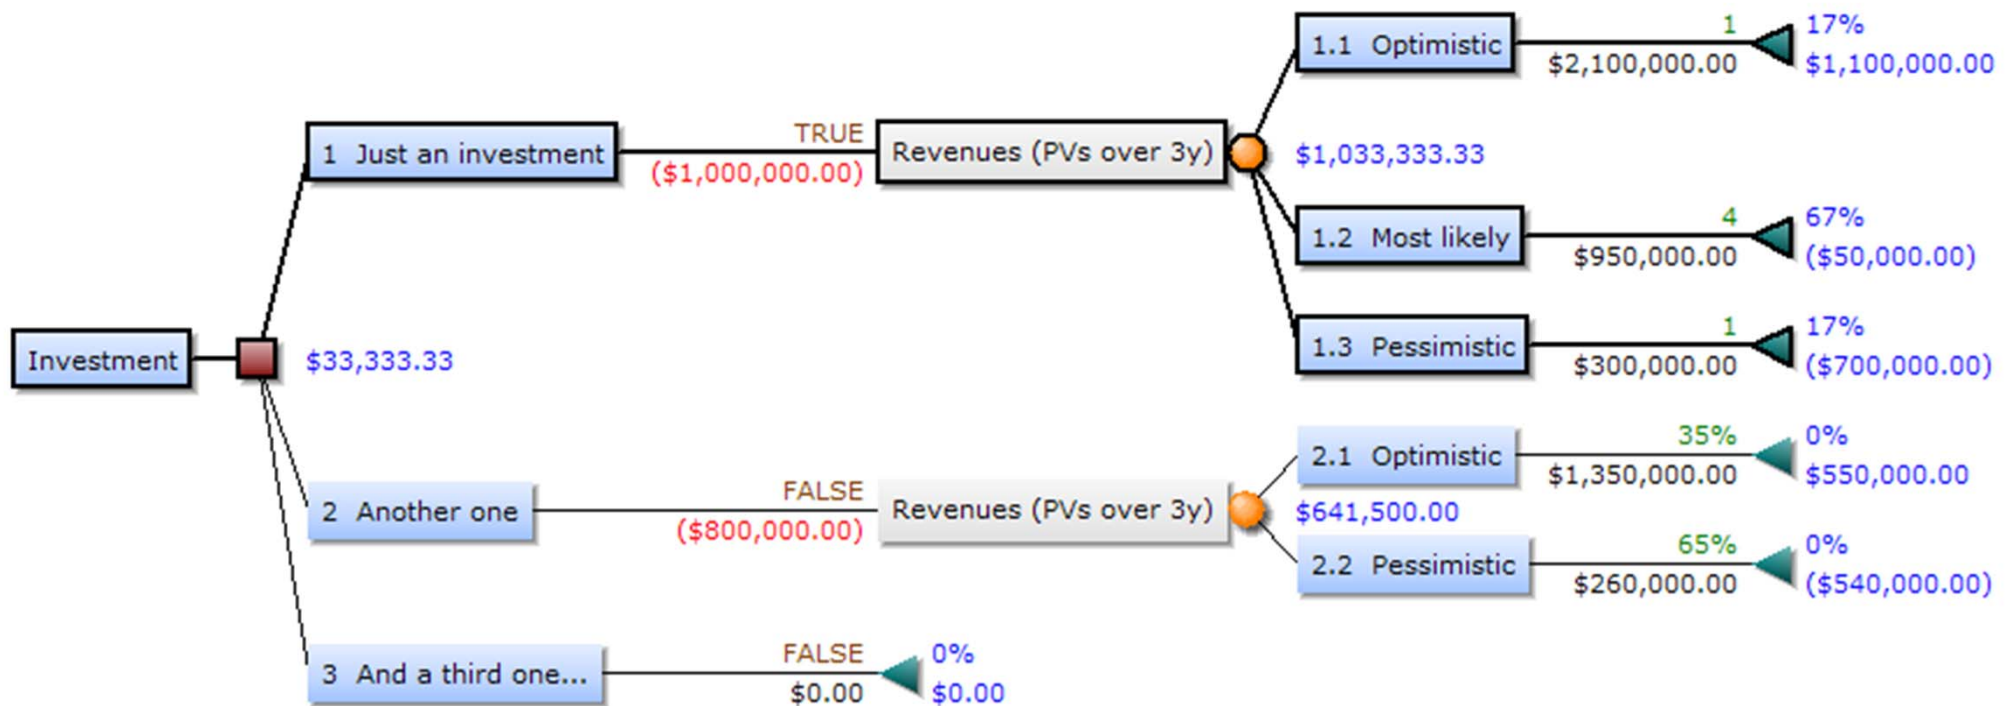 1.1 Optimistic
1
$2,100,000.00
17%
$1,100,000.00
1 Just an investment
TRUE
($1,000,000.00)
Revenues (PVs over 3y)
$1,033,333.33
1.2 Most likely
4
$950,000.00
67%
($50,000.00)
1.3 Pessimistic
1
$300,000.00
17%
($700,000.00)
Investment
$33,333.33
2.1 Optimistic
35%
$1,350,000.00
0%
$550,000.00
2 Another one
FALSE
($800,000.00)
Revenues (PVs over 3y)
$641,500.00
2.2 Pessimistic
65%
$260,000.00
0%
($540,000.00)
3 And a third one...
FALSE
$0.00
0%
$0.00